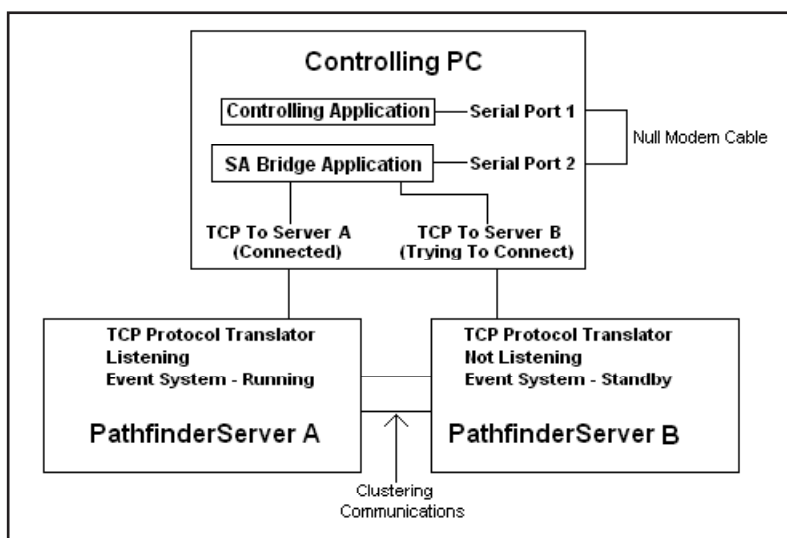 Controlling PC
Controlling Application
Serial Port 1
Null Modem Cable
SA Bridge Application
Serial Port 2
TCP To Server A
(Connected)
TCP To Server B
(Trying To Connect)
TCP Protocol Translator
Listening
Event System - Running
PathfinderServer A
TCP Protocol Translator
Not Listening
Event System - Standby
PathfinderServer B
Clustering
Communications